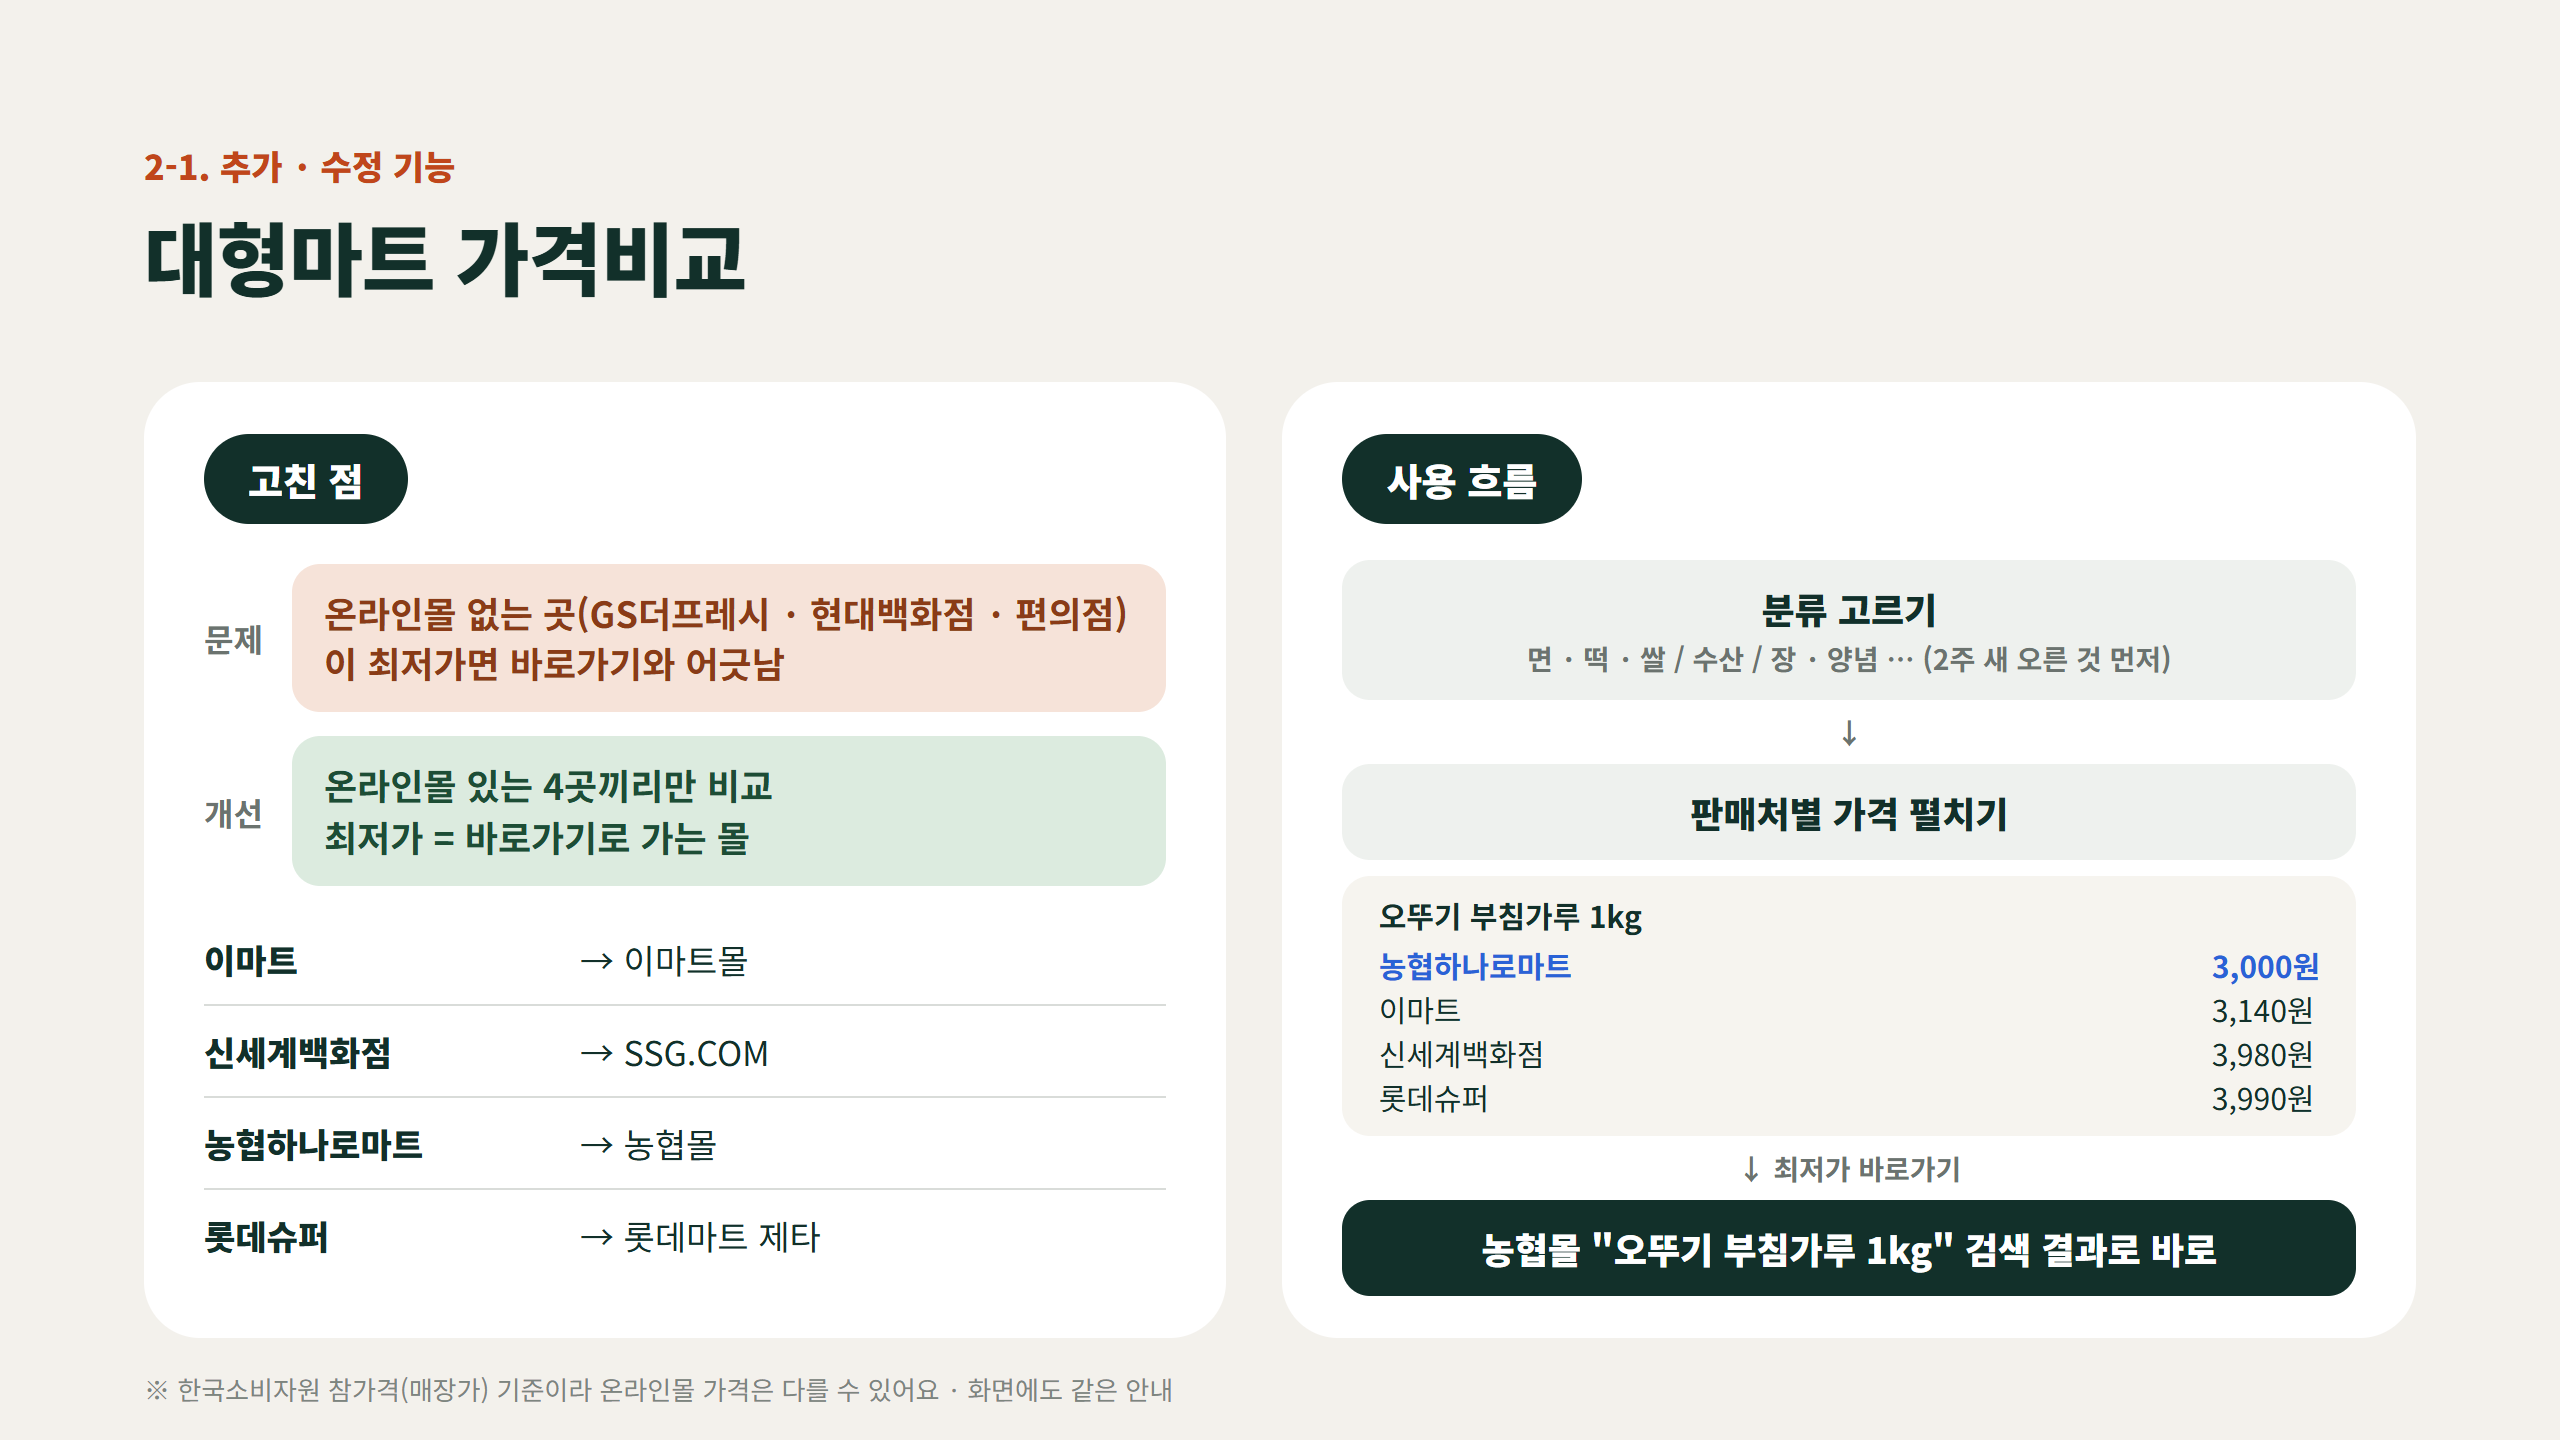 2-1. 추가 · 수정 기능
대형마트 가격비교
고친 점
문제
온라인몰 없는 곳(GS더프레시 · 현대백화점 · 편의점)
이 최저가면 바로가기와 어긋남
개선
온라인몰 있는 4곳끼리만 비교
최저가 = 바로가기로 가는 몰
이마트 → 이마트몰
신세계백화점 → SSG.COM
농협하나로마트 → 농협몰
롯데슈퍼 → 롯데마트 제타
사용 흐름
분류 고르기
면 · 떡 · 쌀 / 수산 / 장 · 양념 ··· (2주 새 오른 것 먼저)
↓
판매처별 가격 펼치기
오뚜기 부침가루 1kg
농협하나로마트 3,000원
이마트 3,140원
신세계백화점 3,980원
롯데슈퍼 3,990원
↓ 최저가 바로가기
농협몰 "오뚜기 부침가루 1kg" 검색 결과로 바로
※ 한국소비자원 참가격(매장가) 기준이라 온라인몰 가격은 다를 수 있어요 · 화면에도 같은 안내